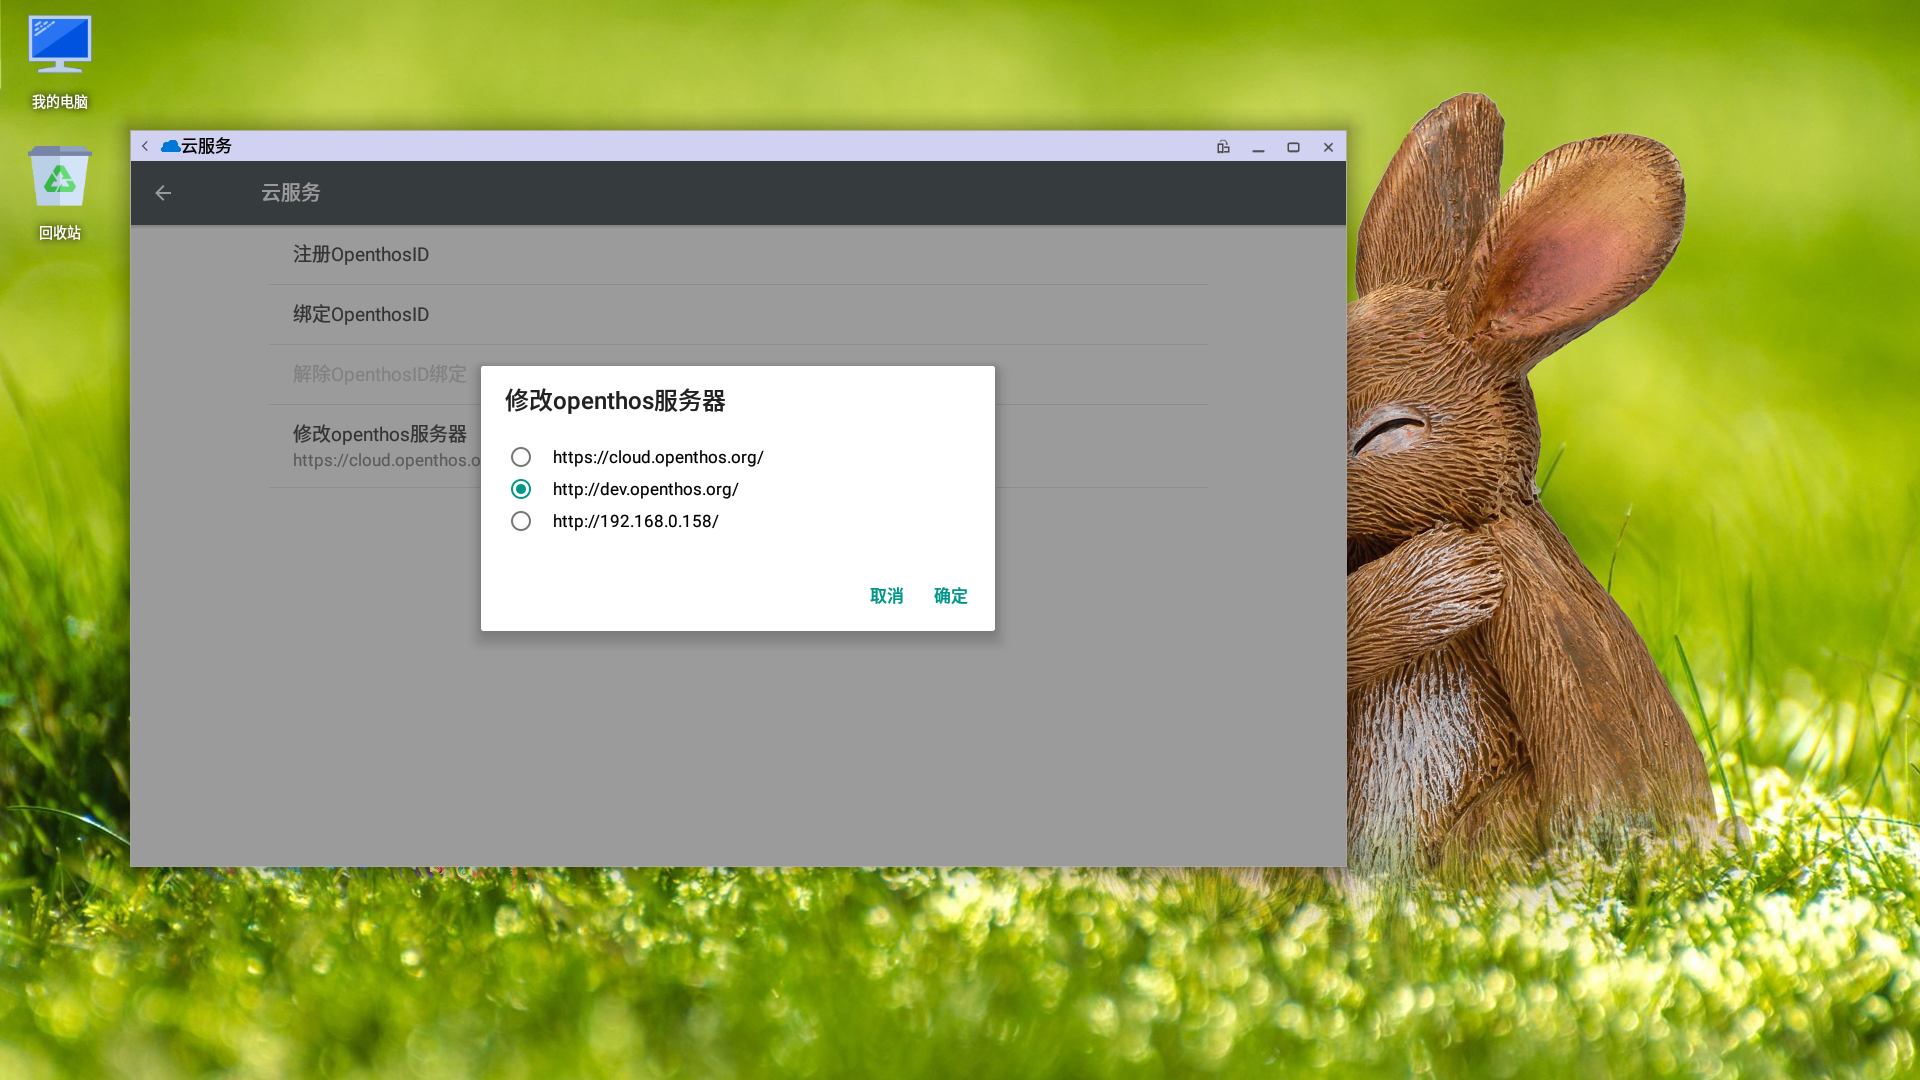 我的电脑
回收站
云服务
云服务
注册OpenthosID
绑定OpenthosID
解除OpenthosID绑定
修改openthos服务器
https://cloud.openthos.o
修改openthos服务器
https://cloud.openthos.org/
http://dev.openthos.org/
http://192.168.0.158/
取消 确定